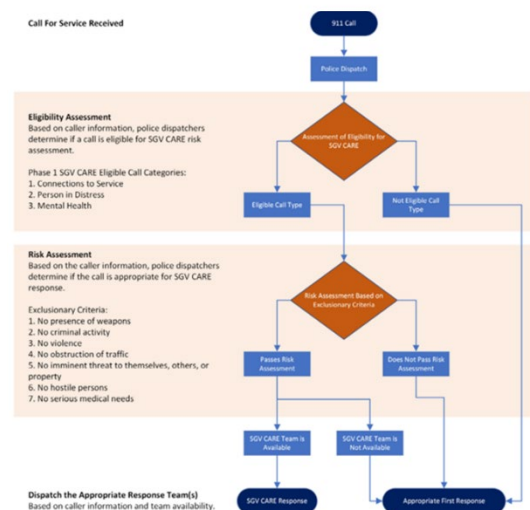 Call For Service Received
911 Call
Police Dispatch
Eligibility Assessment
Based on caller information, police dispatchers
determine if a call is eligible for SGV CARE risk
assessment.
Phase 1 SGV CARE Eligible Call Categories:
1. Connections to Service
2. Person in Distress
3. Mental Health
Assessment of Eligibility for
SGV CARE
Eligible Call Type
Not Eligible Call
Type
Risk Assessment
Based on the caller information, police dispatchers
determine if the call is appropriate for SGV CARE
response.
Exclusionary Criteria:
1. No presence of weapons
2. No criminal activity
3. No violence
4. No obstruction of traffic
5. No imminent threat to themselves, others, or
property
6. No hostile persons
7. No serious medical needs
Risk Assessment Based on
Exclusionary Criteria
Passes Risk
Assessment
Does Not Pass Risk
Assessment
SGV CARE Team is
Available
SGV CARE Team is
Not Available
Dispatch the Appropriate Response Team(s)
Based on caller information and team availability.
SGV CARE Response
Appropriate First Response